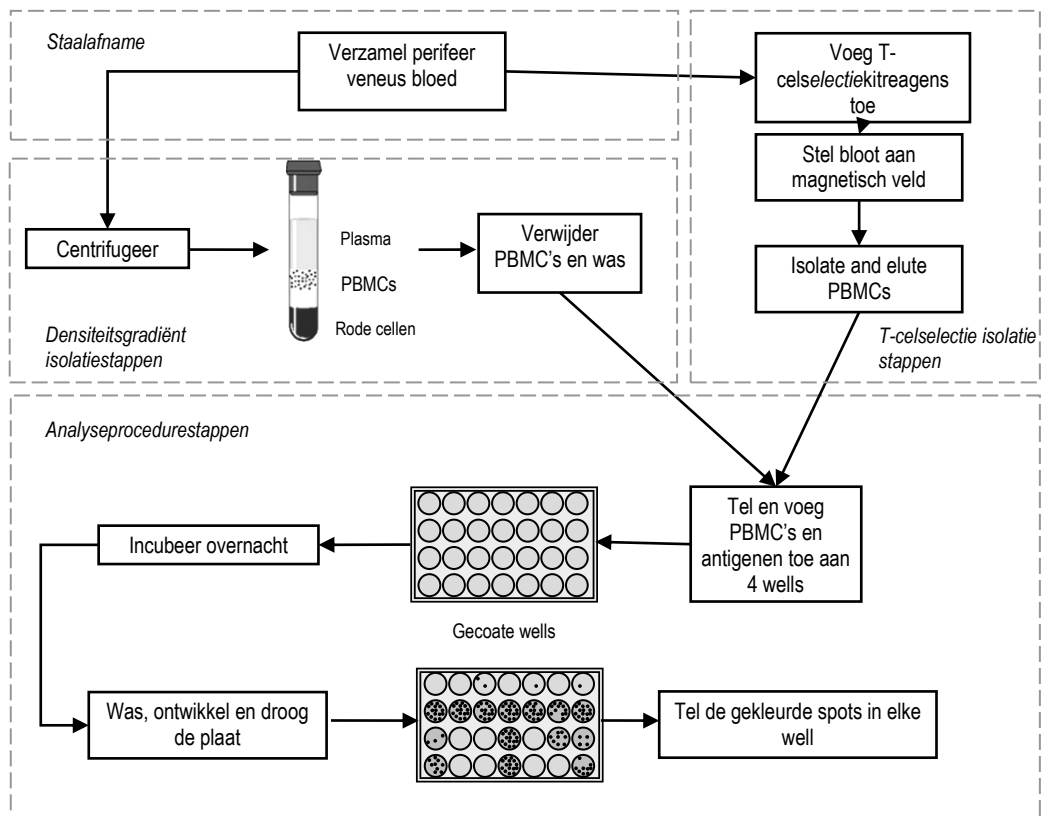 Staalafname
Verzamel perifeer
veneus bloed
Voeg T-
celselectiekitreagens
toe
Stel bloot aan
magnetisch veld
Isolate and elute
PBMCs
T-celselectie isolatie
stappen
Centrifugeer
Plasma
PBMCs
Rode cellen
Verwijder
PBMC's en was
Densiteitsgradiënt
isolatiestappen
Analyseprocedurestappen
Tel en voeg
PBMC's en
antigenen toe aan
4 wells
Gecoate wells
Incubeer overnacht
Was, ontwikkel en droog
de plaat
Tel de gekleurde spots in elke
well